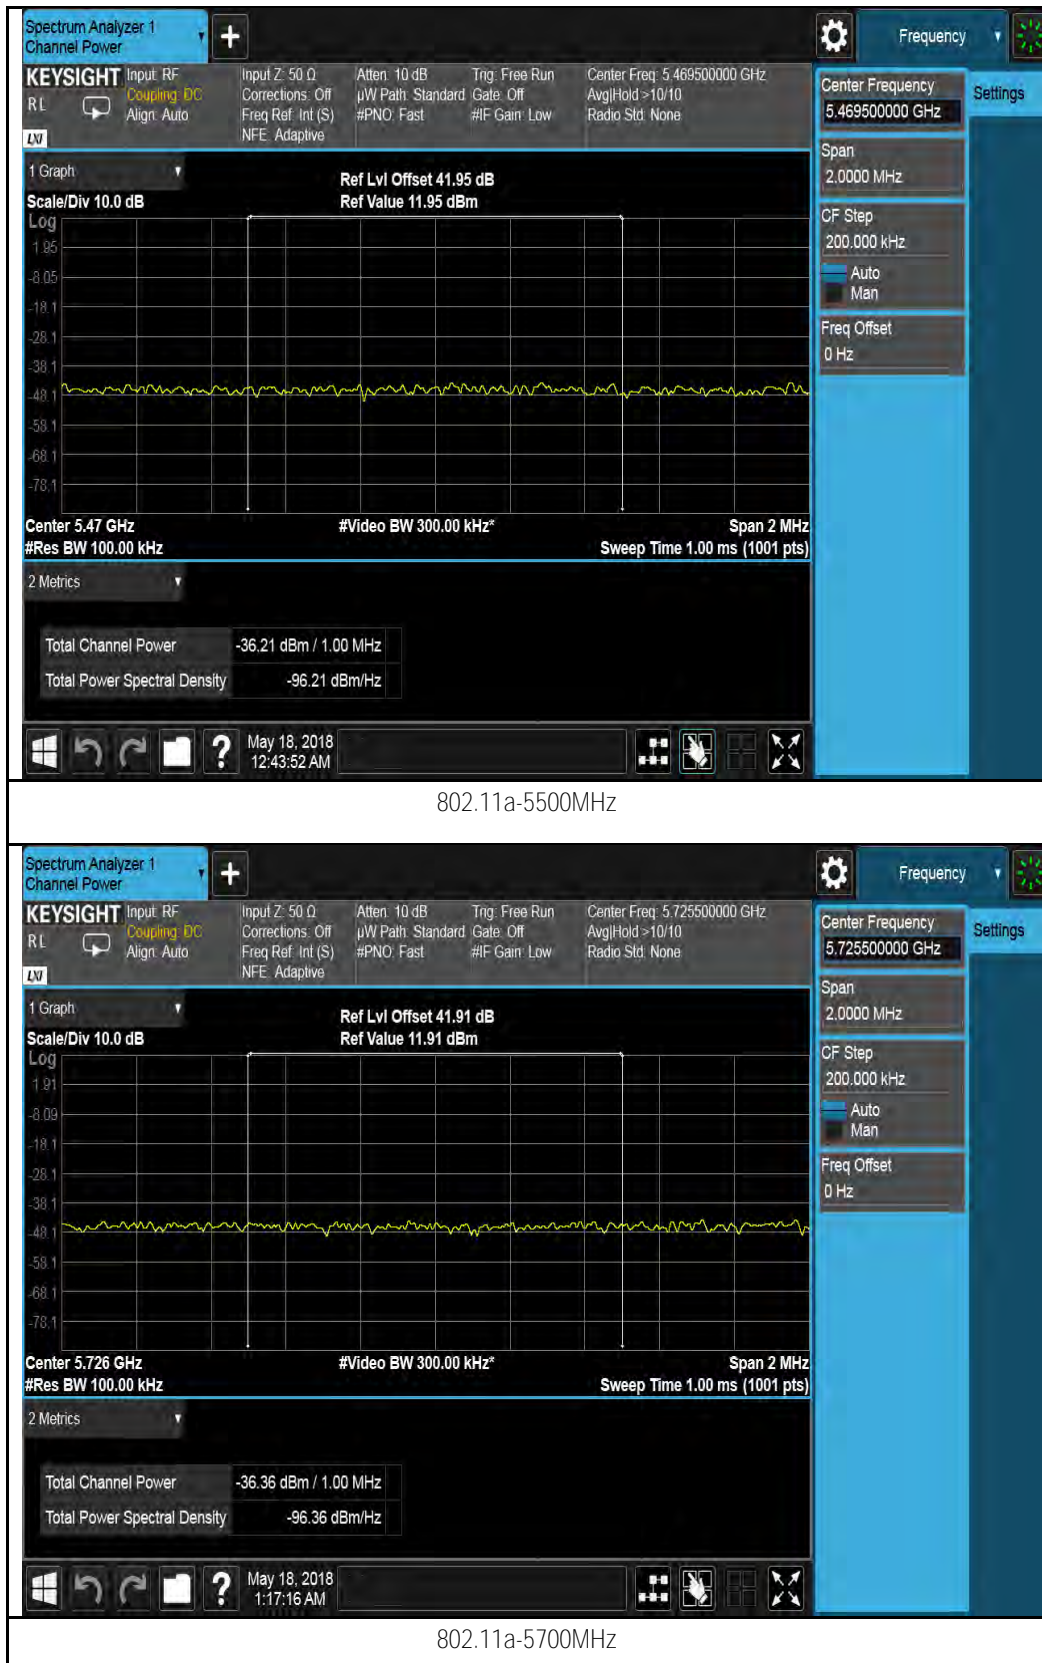 Spectrum Analyzer 1
Channel Power
Frequency
KEYSIGHT
RL
LXI
Input: RF
Coupling: DC
Align: Auto
Input Z: 50 Ω
Corrections: Off
Freq Ref: Int (S)
NFE: Adaptive
Atten: 10 dB
µW Path: Standard
#PNO: Fast
Trig: Free Run
Gate: Off
#IF Gain: Low
Center Freq: 5.469500000 GHz
Avg|Hold:>10/10
Radio Std: None
Center Frequency
5.469500000 GHz
Settings
Span
2.0000 MHz
CF Step
200.000 kHz
Auto
Man
Freq Offset
0 Hz
1 Graph
Scale/Div 10.0 dB
Ref Lvl Offset 41.95 dB
Ref Value 11.95 dBm
Log
1.95
-8.05
-18.1
-28.1
-38.1
-48.1
-58.1
-68.1
-78.1
Center 5.47 GHz
#Res BW 100.00 kHz
#Video BW 300.00 kHz*
Span 2 MHz
Sweep Time 1.00 ms (1001 pts)
2 Metrics
Total Channel Power -36.21 dBm / 1.00 MHz
Total Power Spectral Density -96.21 dBm/Hz
?
May 18, 2018
12:43:52 AM
802.11a-5500MHz
Spectrum Analyzer 1
Channel Power
Frequency
KEYSIGHT
RL
LXI
Input: RF
Coupling: DC
Align: Auto
Input Z: 50 Ω
Corrections: Off
Freq Ref: Int (S)
NFE: Adaptive
Atten: 10 dB
µW Path: Standard
#PNO: Fast
Trig: Free Run
Gate: Off
#IF Gain: Low
Center Freq: 5.725500000 GHz
Avg|Hold:>10/10
Radio Std: None
Center Frequency
5.725500000 GHz
Settings
Span
2.0000 MHz
CF Step
200.000 kHz
Auto
Man
Freq Offset
0 Hz
1 Graph
Scale/Div 10.0 dB
Ref Lvl Offset 41.91 dB
Ref Value 11.91 dBm
Log
1.91
-8.09
-18.1
-28.1
-38.1
-48.1
-58.1
-68.1
-78.1
Center 5.726 GHz
#Res BW 100.00 kHz
#Video BW 300.00 kHz*
Span 2 MHz
Sweep Time 1.00 ms (1001 pts)
2 Metrics
Total Channel Power -36.36 dBm / 1.00 MHz
Total Power Spectral Density -96.36 dBm/Hz
?
May 18, 2018
1:17:16 AM
802.11a-5700MHz